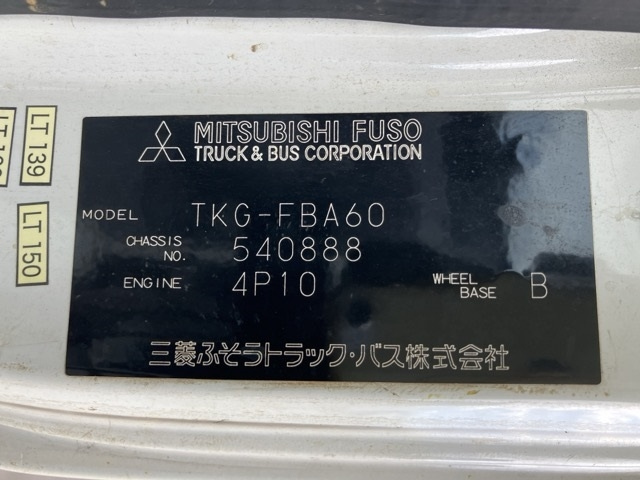 MITSUBISHI FUSO
TRUCK & BUS CORPORATION
LT 139
LT 150
MODEL TKG-FBA60
CHASSIS NO. 540888
ENGINE 4P10 WHEEL BASE B
三菱ふそうトラック・バス株式会社